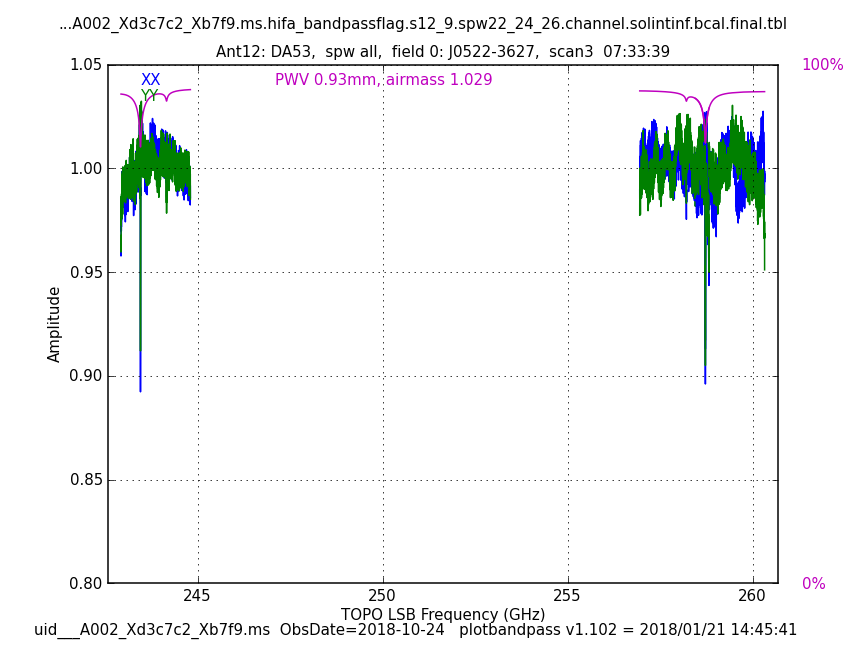 ...A002_Xd3c7c2_Xb7f9.ms.hifa_bandpassflag.s12_9.spw22_24_26.channel.solintinf.bcal.final.tbl
Ant12: DA53,  spw all,  field 0: J0522-3627,  scan3  07:33:39
1.05
XX
YY
PWV 0.93mm, airmass 1.029
100%
1.00
0.95
Amplitude
0.90
0.85
0.80
0%
245
250
255
260
TOPO LSB Frequency (GHz)
uid___A002_Xd3c7c2_Xb7f9.ms  ObsDate=2018-10-24   plotbandpass v1.102 = 2018/01/21 14:45:41